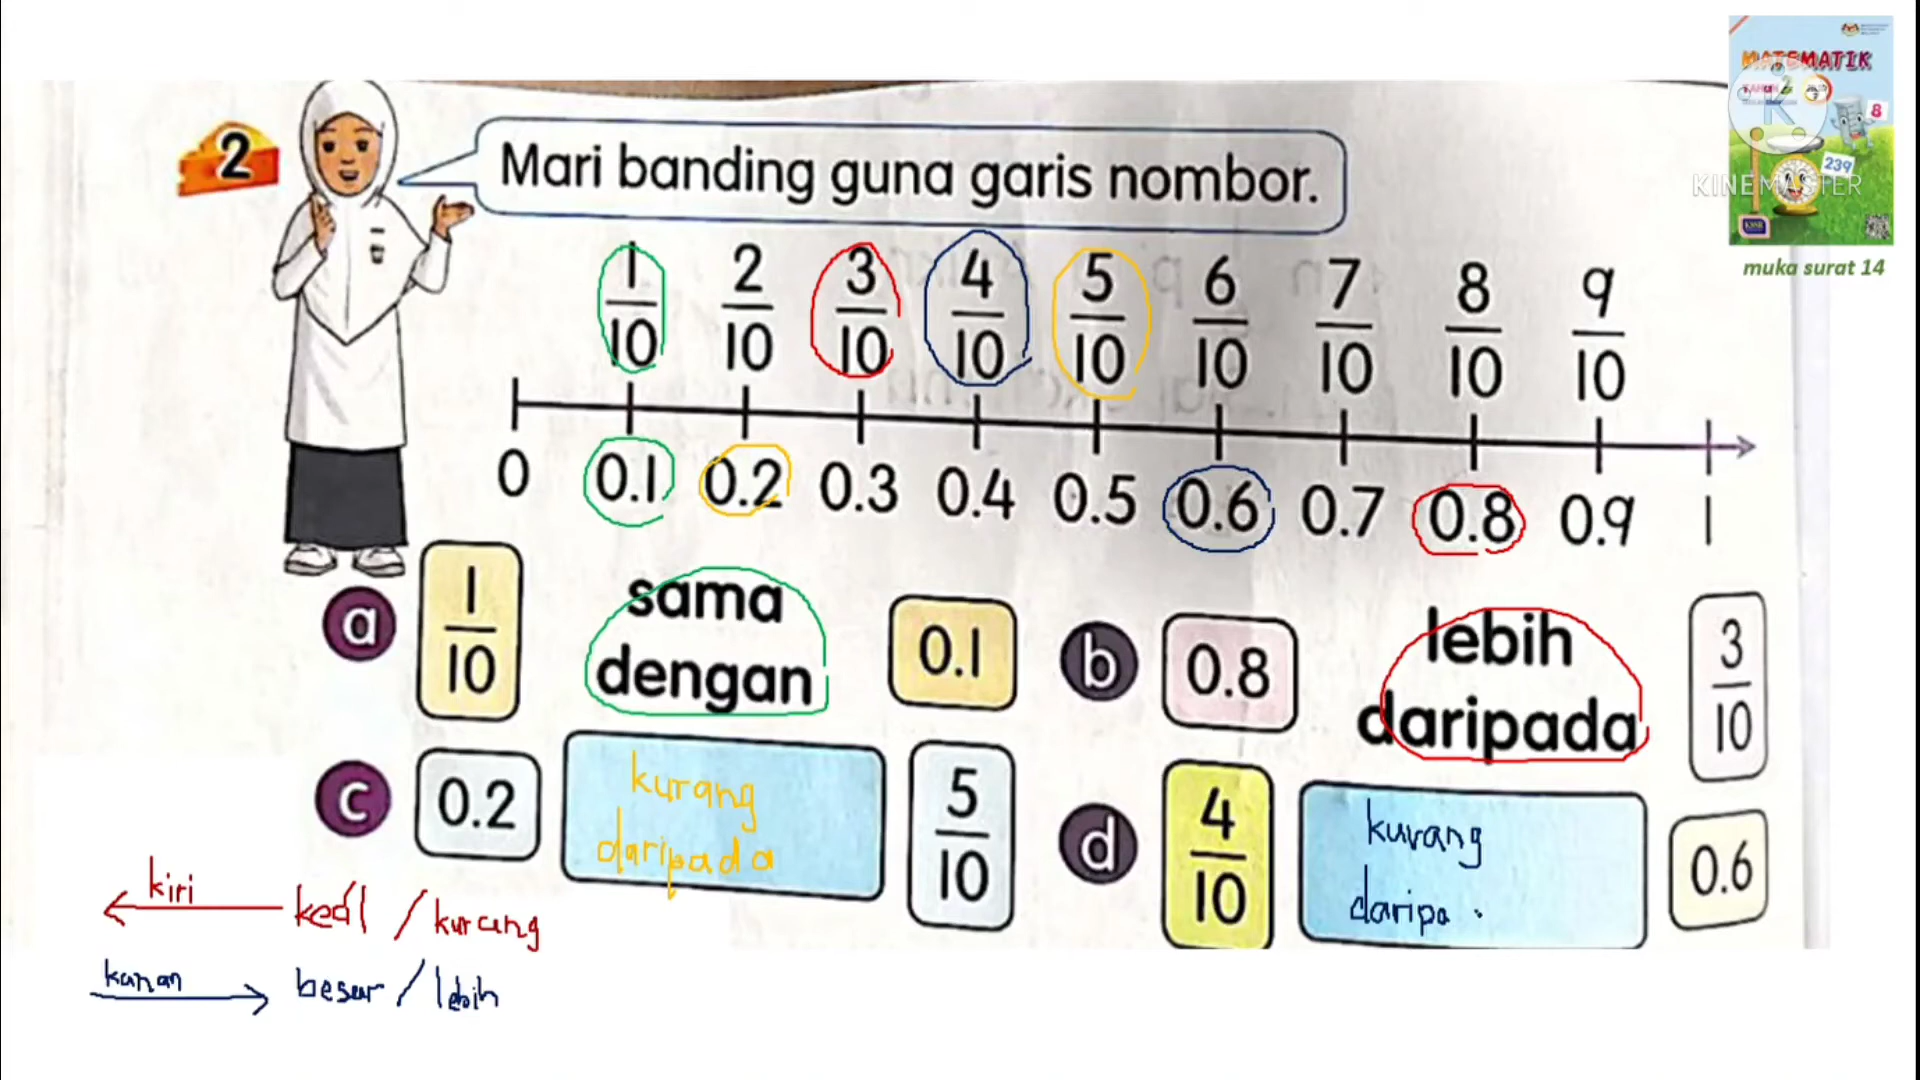 MATEMATIK
TAHUN 2
8
239
KINEMASTER
muka surat 14
2
Mari banding guna garis nombor.
1/10 2/10 3/10 4/10 5/10 6/10 7/10 8/10 9/10
0 0.1 0.2 0.3 0.4 0.5 0.6 0.7 0.8 0.9 1
a 1/10 sama dengan 0.1
b 0.8 lebih daripada 3/10
c 0.2 kurang daripada 5/10
d 4/10 kurang daripa 0.6
kiri kecil / kurang
kanan besar / lebih